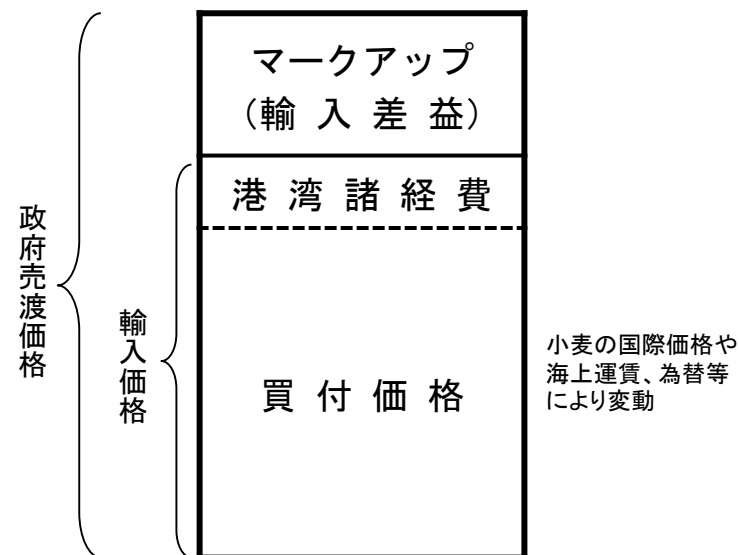 マークアップ
(輸 入 差 益)
港 湾 諸 経 費
政府売渡価格
輸入価格
買 付 価 格
小麦の国際価格や
海上運賃、為替等
により変動